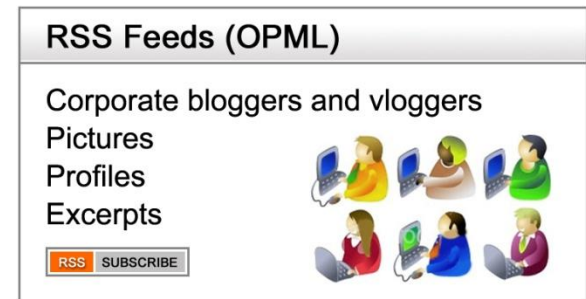 RSS Feeds (OPML)
Corporate bloggers and vloggers
Pictures
Profiles
Excerpts
RSS SUBSCRIBE